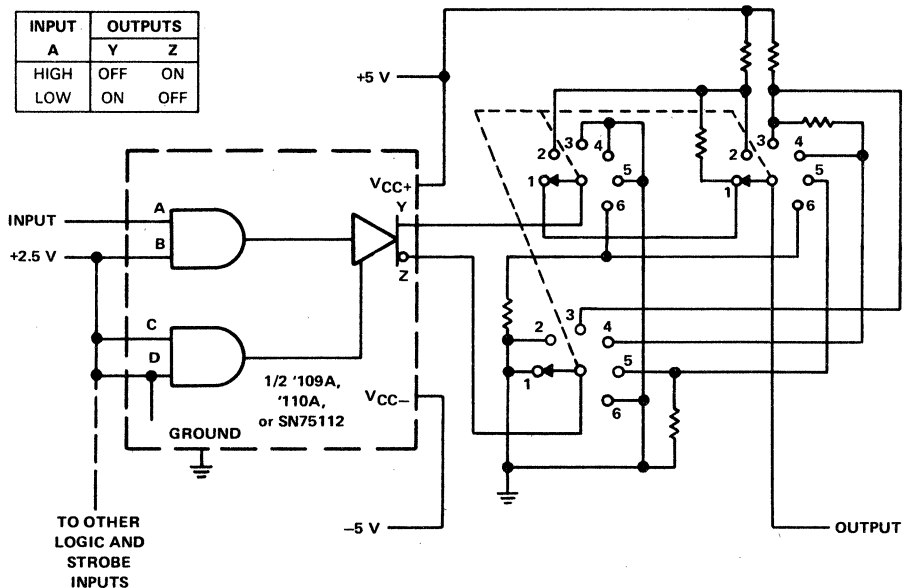 INPUT OUTPUTS
A Y Z
HIGH OFF ON
LOW ON OFF
+5 V
VCC+
Y
Z
INPUT
+2.5 V
A
B
C
D
1/2 '109A,
'110A,
or SN75112
VCC–
GROUND
–5 V
TO OTHER
LOGIC AND
STROBE
INPUTS
2 3 4
1 5
6
2 3 4
1 5
6
2 3 4
1 5
6
OUTPUT